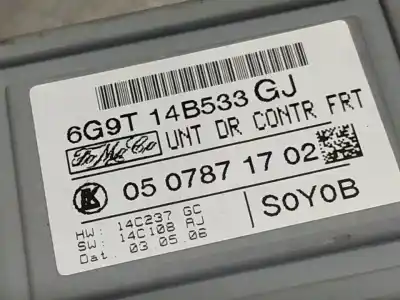 6G9T 14B533 GJ
FoMoCo UNT DR CONTR FRT
K 05 0787 17 02
HW: 14C237 GC
SW: 14C108 AJ
Dat. 03 05.06
S0Y0B